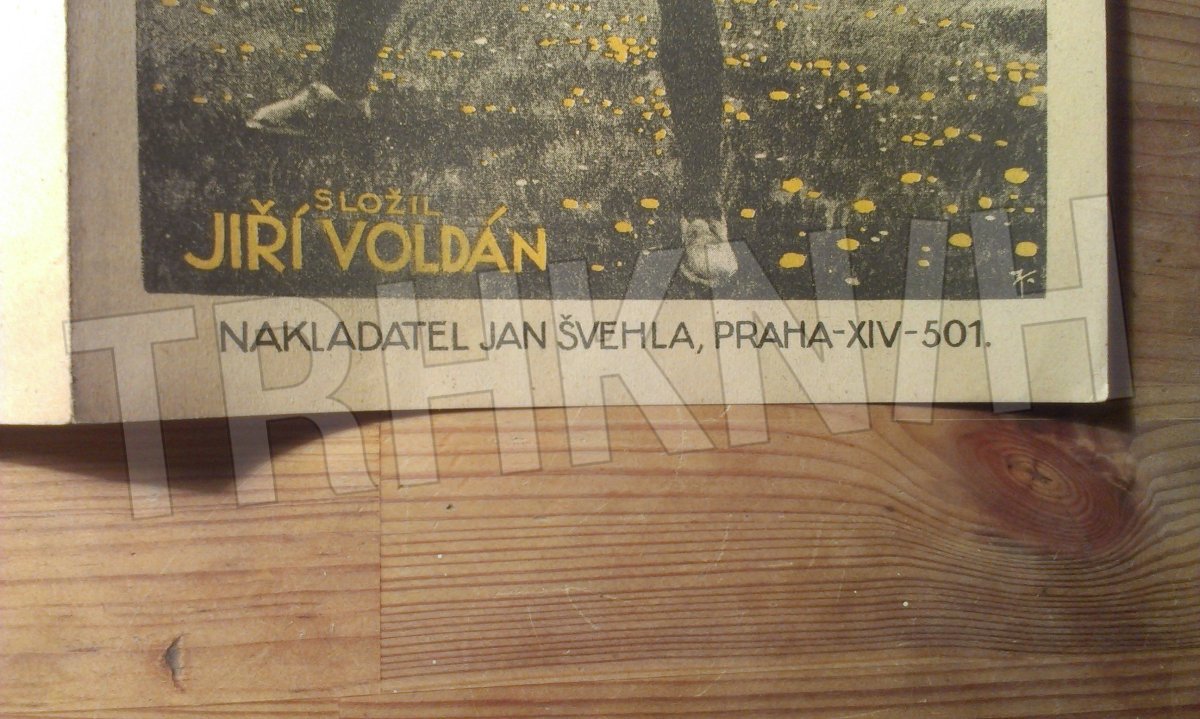 SLOŽIL
JIŘÍ VOLDÁN
NAKLADATEL JAN ŠVEHLA, PRAHA-XIV-501.
TRHKNIH